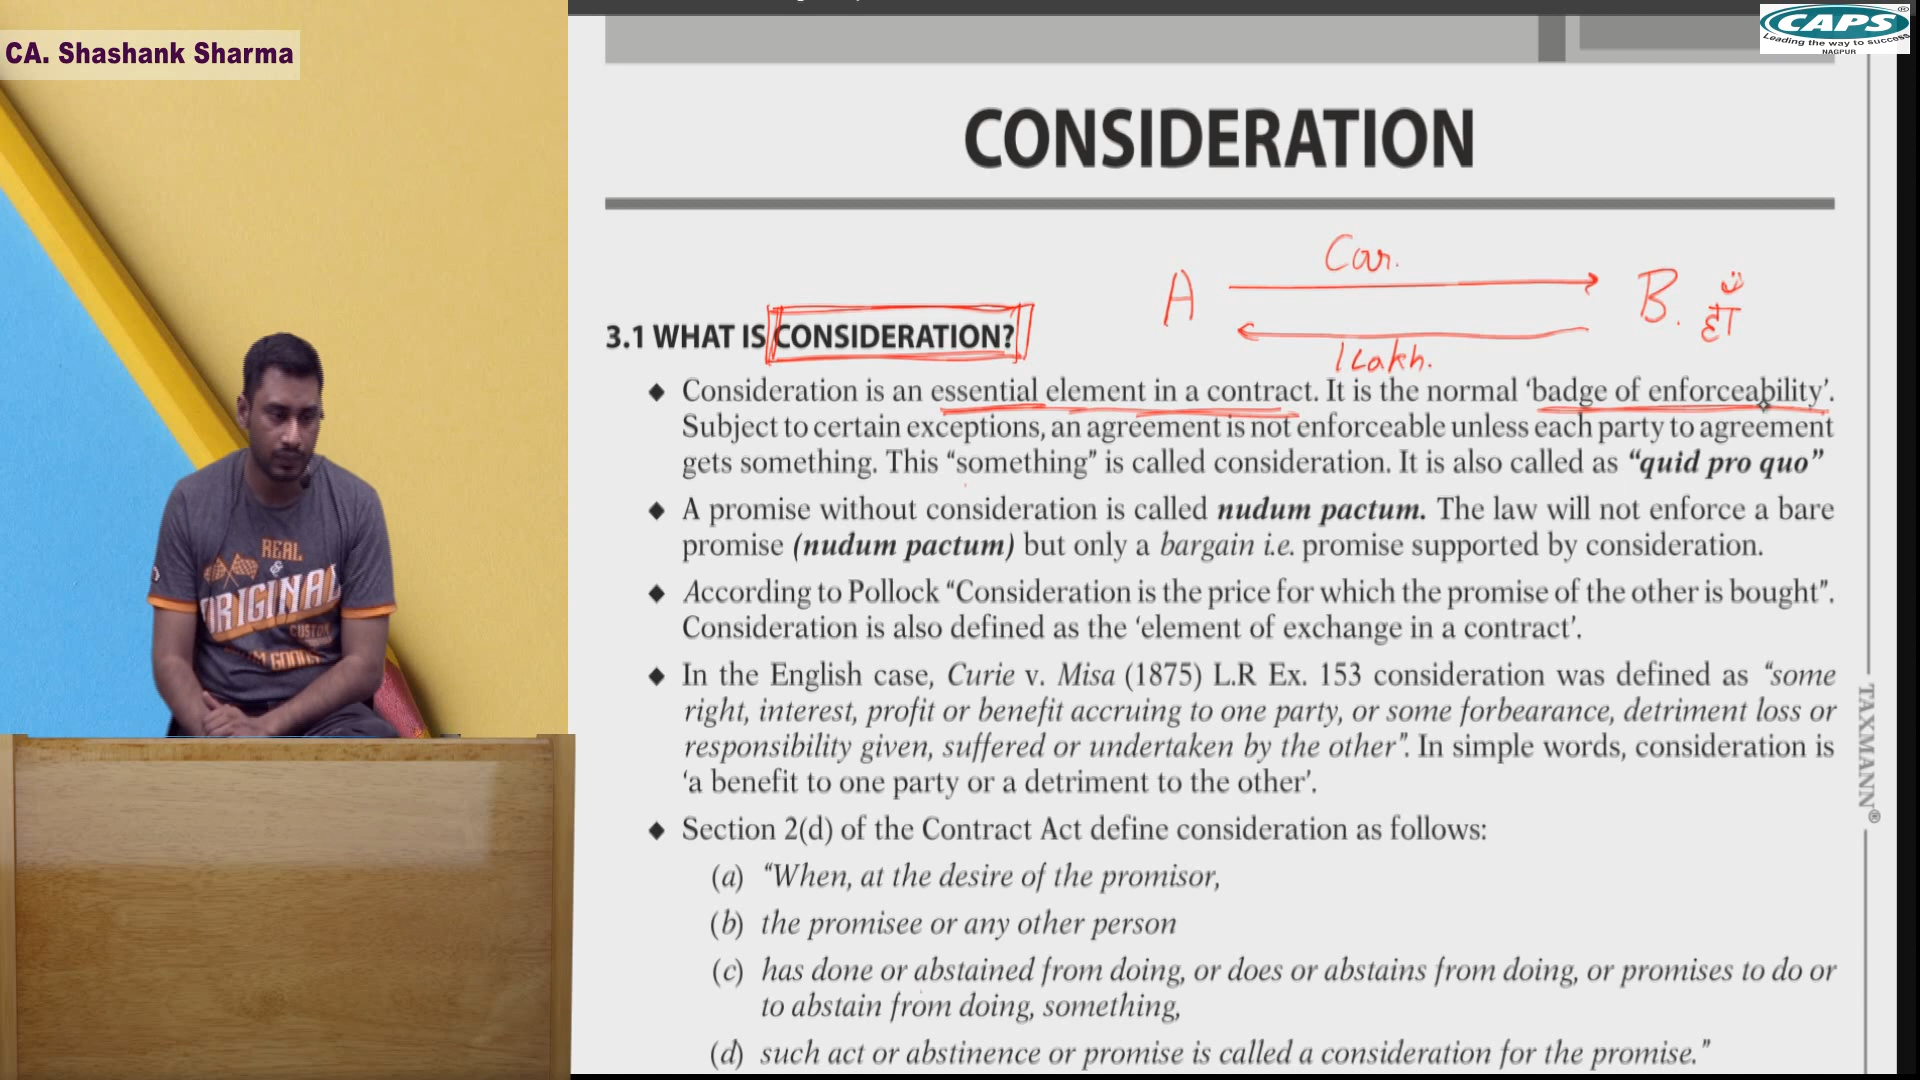 CA. Shashank Sharma
CAPS®
Leading the way to success
NAGPUR
CONSIDERATION
Car.
A
B.
हाँ
1 Lakh.
3.1 WHAT IS CONSIDERATION?
◆ Consideration is an essential element in a contract. It is the normal ‘badge of enforceability’.
Subject to certain exceptions, an agreement is not enforceable unless each party to agreement
gets something. This “something” is called consideration. It is also called as “quid pro quo”
◆ A promise without consideration is called nudum pactum. The law will not enforce a bare
promise (nudum pactum) but only a bargain i.e. promise supported by consideration.
◆ According to Pollock “Consideration is the price for which the promise of the other is bought”.
Consideration is also defined as the ‘element of exchange in a contract’.
◆ In the English case, Curie v. Misa (1875) L.R Ex. 153 consideration was defined as “some
right, interest, profit or benefit accruing to one party, or some forbearance, detriment loss or
responsibility given, suffered or undertaken by the other”. In simple words, consideration is
‘a benefit to one party or a detriment to the other’.
◆ Section 2(d) of the Contract Act define consideration as follows:
(a) “When, at the desire of the promisor,
(b) the promisee or any other person
(c) has done or abstained from doing, or does or abstains from doing, or promises to do or
to abstain from doing, something,
(d) such act or abstinence or promise is called a consideration for the promise.”
TAXMANN®
REAL
&
ORIGINAL
CUSTOM